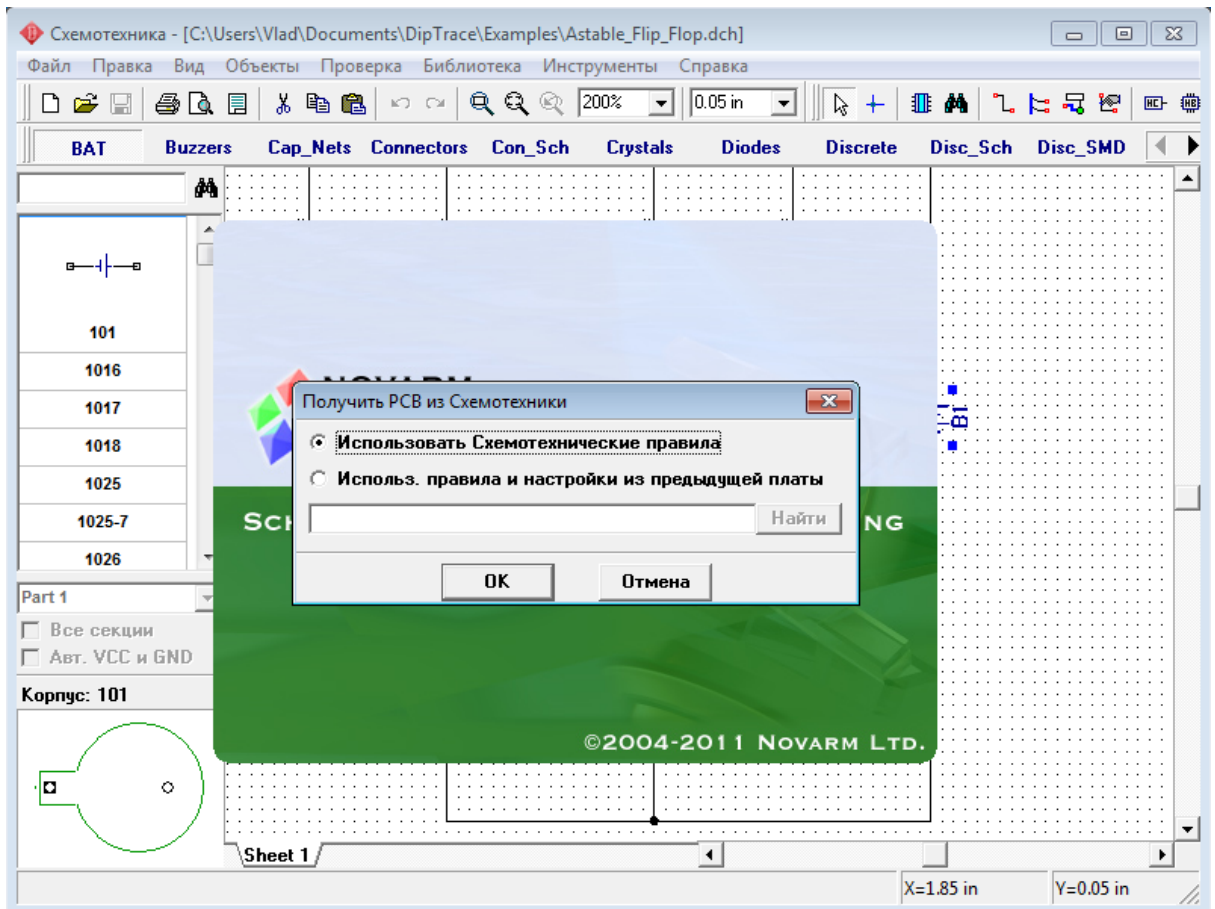 Схемотехника - [C:\Users\Vlad\Documents\DipTrace\Examples\Astable_Flip_Flop.dch]
Файл Правка Вид Объекты Проверка Библиотека Инструменты Справка
200% 0.05 in
BAT Buzzers Cap_Nets Connectors Con_Sch Crystals Diodes Discrete Disc_Sch Disc_SMD
101
1016
1017
1018
1025
1025-7
1026
Part 1
Все секции
Авт. VCC и GND
Корпус: 101
Получить PCB из Схемотехники
Использовать Схемотехнические правила
Использ. правила и настройки из предыдущей платы
Найти
OK Отмена
NG
B1
©2004-2011 Novarm Ltd.
Sheet 1
X=1.85 in Y=0.05 in